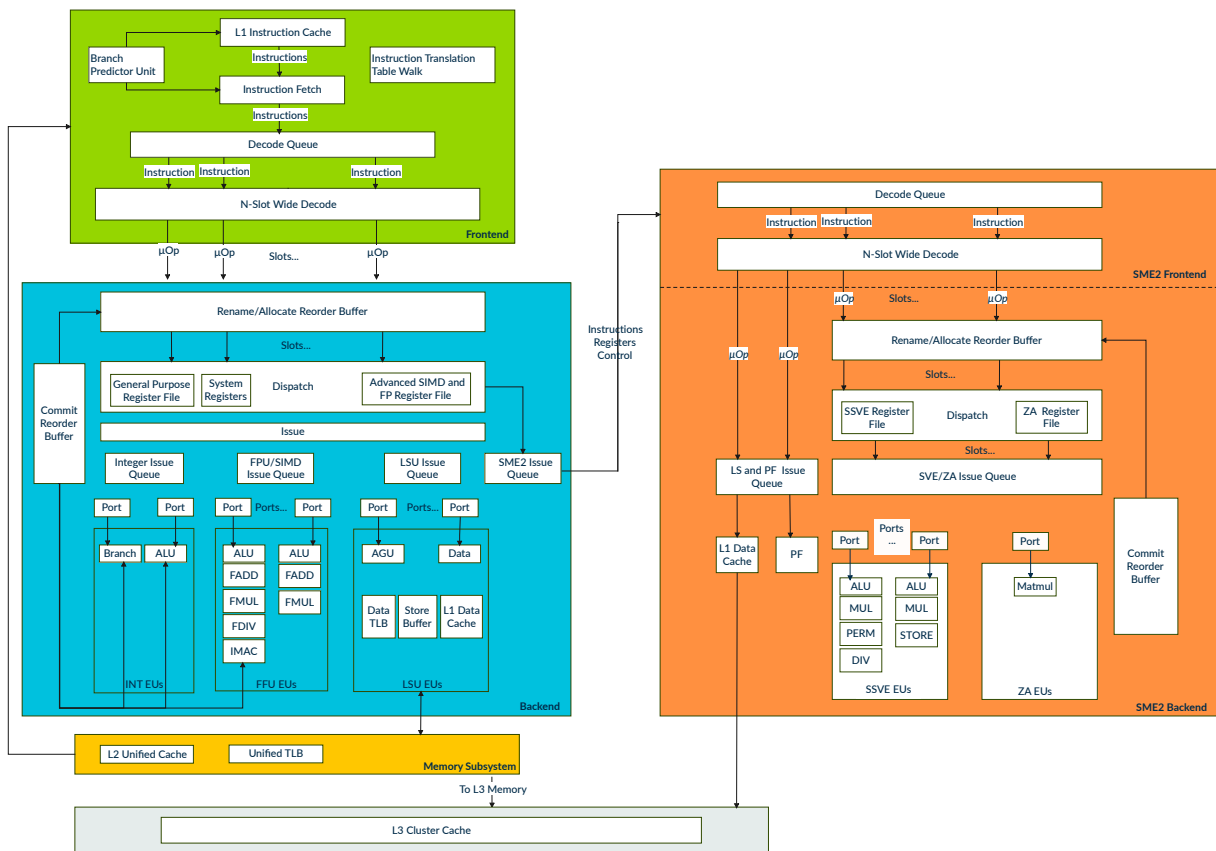 L1 Instruction Cache
Branch
Predictor Unit
Instructions
Instruction Translation
Table Walk
Instruction Fetch
Instructions
Decode Queue
Instruction
Instruction
Instruction
N-Slot Wide Decode
Frontend
µOp
µOp
Slots...
µOp
Rename/Allocate Reorder Buffer
Slots...
General Purpose
Register File
System
Registers
Dispatch
Advanced SIMD and
FP Register File
Commit
Reorder
Buffer
Issue
Integer Issue
Queue
FPU/SIMD
Issue Queue
LSU Issue
Queue
SME2 Issue
Queue
Port
Port
Port
Ports...
Port
Port
Ports...
Port
Branch
ALU
ALU
FADD
FMUL
FDIV
IMAC
ALU
FADD
FMUL
AGU
Data
Data
TLB
Store
Buffer
L1 Data
Cache
INT EUs
FFU EUs
LSU EUs
Backend
Instructions
Registers
Control
L2 Unified Cache
Unified TLB
Memory Subsystem
To L3 Memory
L3 Cluster Cache
Decode Queue
Instruction
Instruction
Instruction
N-Slot Wide Decode
SME2 Frontend
µOp
Slots...
µOp
Rename/Allocate Reorder Buffer
µOp
µOp
Slots...
SSVE Register
File
Dispatch
ZA Register
File
Slots...
LS and PF Issue
Queue
SVE/ZA Issue Queue
L1 Data
Cache
PF
Port
Ports
...
Port
Port
ALU
MUL
PERM
DIV
ALU
MUL
STORE
Matmul
Commit
Reorder
Buffer
SSVE EUs
ZA EUs
SME2 Backend